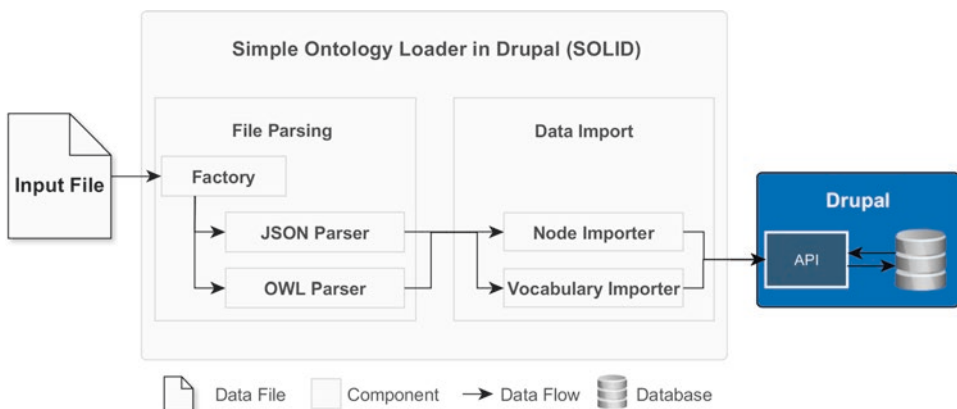 Simple Ontology Loader in Drupal (SOLID)
File Parsing
Data Import
Input File
Factory
JSON Parser
OWL Parser
Node Importer
Vocabulary Importer
Drupal
API
Data File
Component
Data Flow
Database